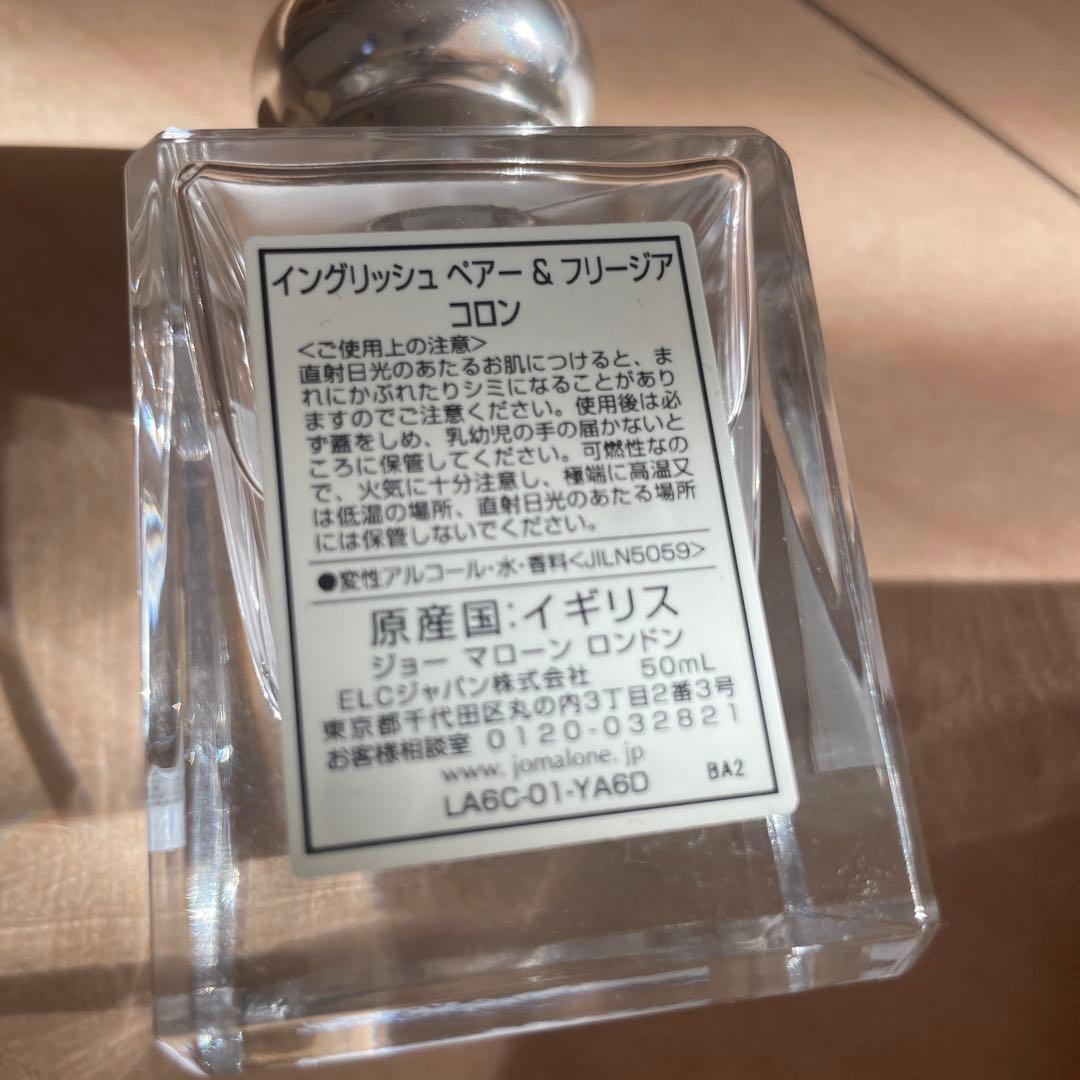 イングリッシュ ペアー & フリージア
コロン
<ご使用上の注意>
直射日光のあたるお肌につけると、ま
れにかぶれたりシミになることがあり
ますのでご注意ください。使用後は必
ず蓋をしめ、乳幼児の手の届かないと
ころに保管してください。可燃性なの
で、火気に十分注意し、極端に高温又
は低温の場所、直射日光のあたる場所
には保管しないでください。
●変性アルコール・水・香料<JILN5059>
原産国:イギリス
ジョー マローン ロンドン
ELCジャパン株式会社 50mL
東京都千代田区丸の内3丁目2番3号
お客様相談室 0120-032821
www. jomalone. jp
LA6C-01-YA6D BA2